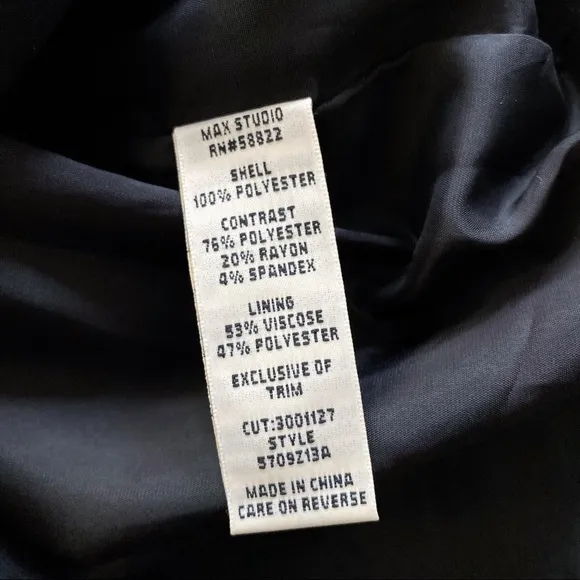 MAX STUDIO
RN#58822
SHELL
100% POLYESTER
CONTRAST
76% POLYESTER
20% RAYON
4% SPANDEX
LINING
53% VISCOSE
47% POLYESTER
EXCLUSIVE OF
TRIM
CUT:3001127
STYLE
5709Z13A
MADE IN CHINA
CARE ON REVERSE